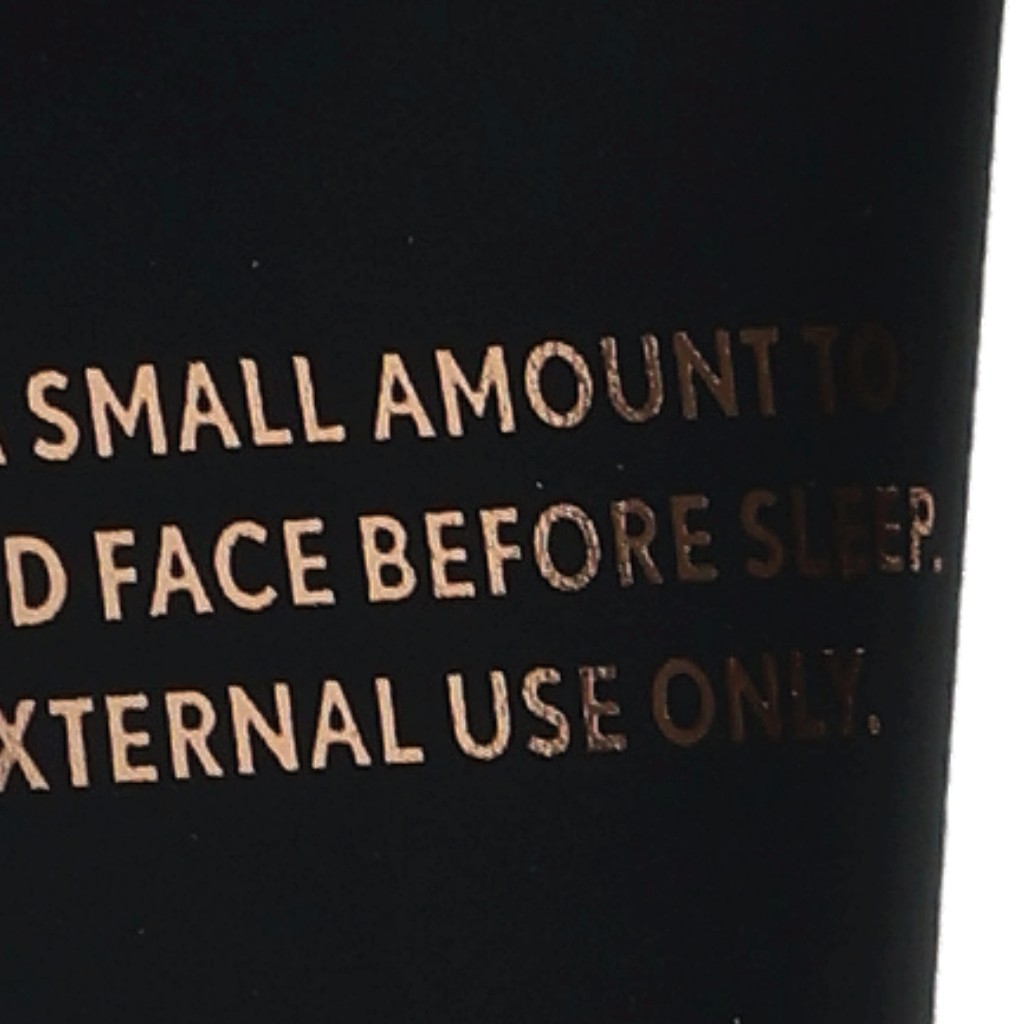 A SMALL AMOUNT TO
D FACE BEFORE SLEEP.
XTERNAL USE ONLY.